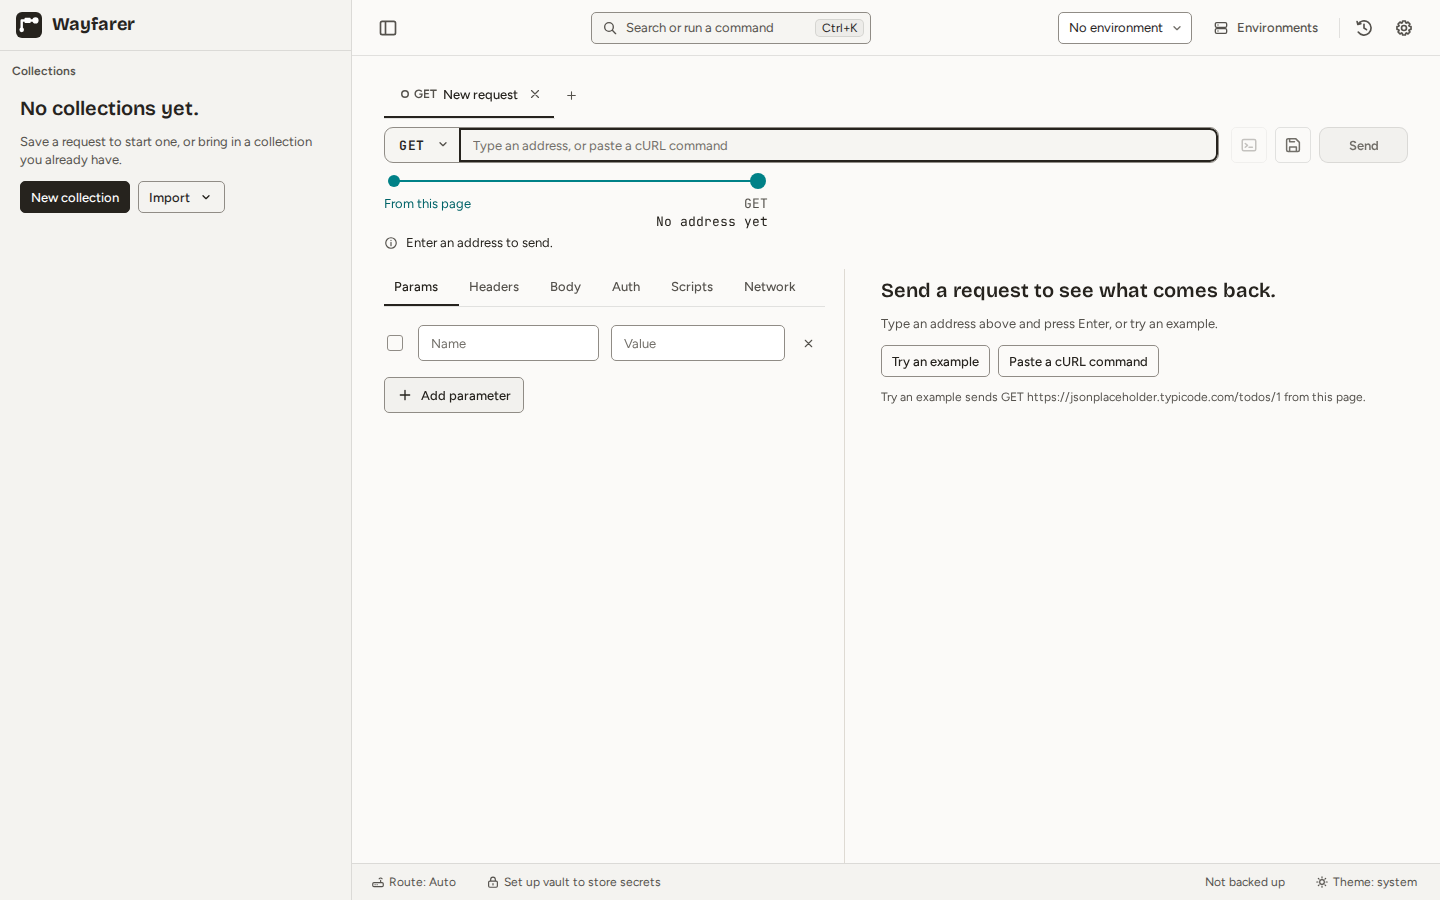 Wayfarer
Search or run a command
Ctrl+K
No environment
Environments
Collections
No collections yet.
Save a request to start one, or bring in a collection
you already have.
New collection
Import
GET New request
GET
Type an address, or paste a cURL command
Send
From this page
GET
No address yet
Enter an address to send.
Params
Headers
Body
Auth
Scripts
Network
Name
Value
Add parameter
Send a request to see what comes back.
Type an address above and press Enter, or try an example.
Try an example
Paste a cURL command
Try an example sends GET https://jsonplaceholder.typicode.com/todos/1 from this page.
Route: Auto
Set up vault to store secrets
Not backed up
Theme: system